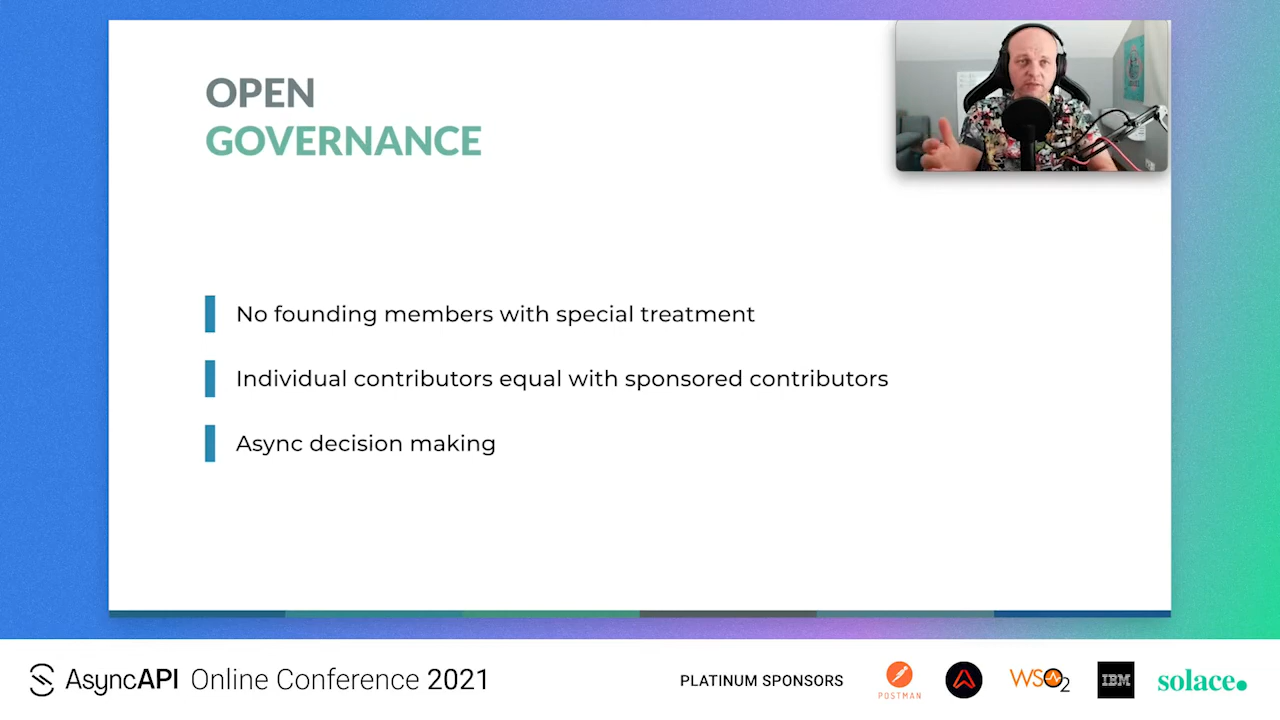 OPEN
GOVERNANCE
No founding members with special treatment
Individual contributors equal with sponsored contributors
Async decision making
AsyncAPI Online Conference 2021
PLATINUM SPONSORS
POSTMAN
WSO2
IBM
solace.